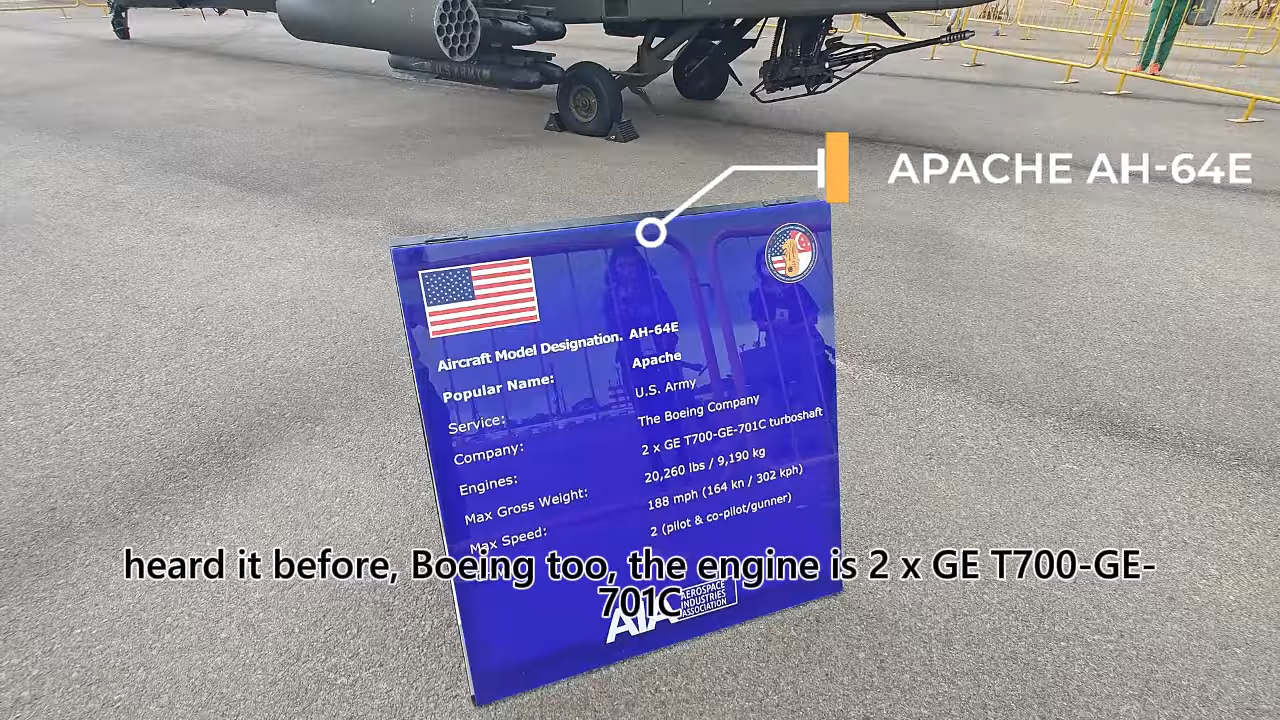 U.S.ARMY
APACHE AH-64E
Aircraft Model Designation. AH-64E
Popular Name: Apache
Service: U.S. Army
Company: The Boeing Company
Engines: 2 x GE T700-GE-701C turboshaft
Max Gross Weight: 20,260 lbs / 9,190 kg
Max Speed: 188 mph (164 kn / 302 kph)
2 (pilot & co-pilot/gunner)
heard it before, Boeing too, the engine is 2 x GE T700-GE-
701C
AIA AEROSPACE
INDUSTRIES
ASSOCIATION